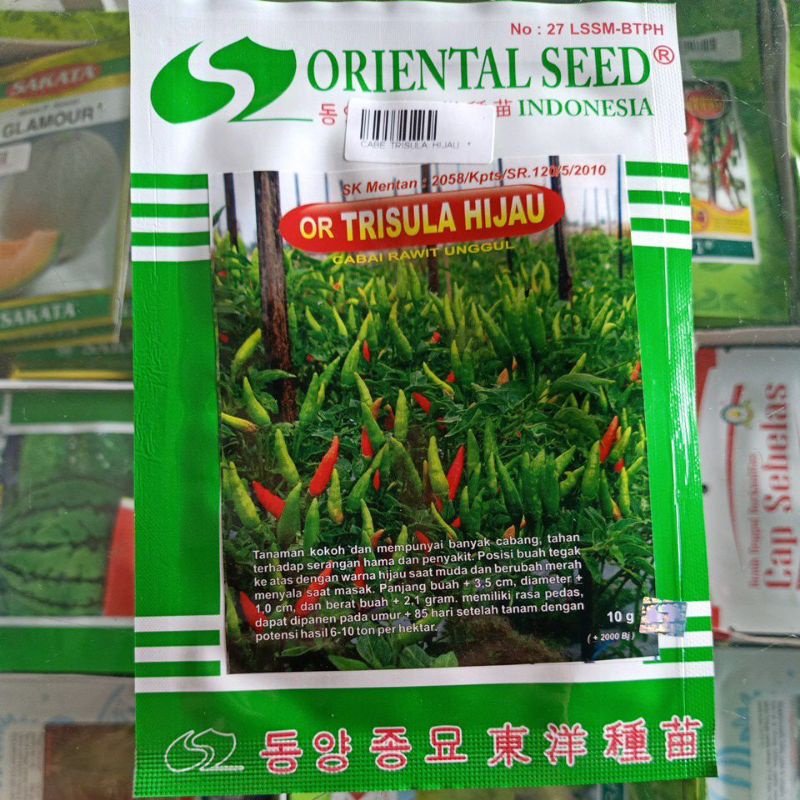 No : 27 LSSM-BTPH
ORIENTAL SEED®
동 種苗 INDONESIA
CABE TRISULA HIJAU
SK Mentan : 2058/Kpts/SR.120/5/2010
OR TRISULA HIJAU
CABAI RAWIT UNGGUL
Tanaman kokoh dan mempunyai banyak cabang, tahan
terhadap serangan hama dan penyakit. Posisi buah tegak
ke atas dengan warna hijau saat muda dan berubah merah
menyala saat masak. Panjang buah + 3,5 cm, diameter +
1,0 cm, dan berat buah + 2,1 gram. memiliki rasa pedas,
dapat dipanen pada umur + 85 hari setelah tanam dengan
potensi hasil 6-10 ton per hektar.
10 g
( + 2000 Bj )
동양종묘 東洋種苗
SAKATA
GLAMOUR
SAKATA
Cap Sebelas